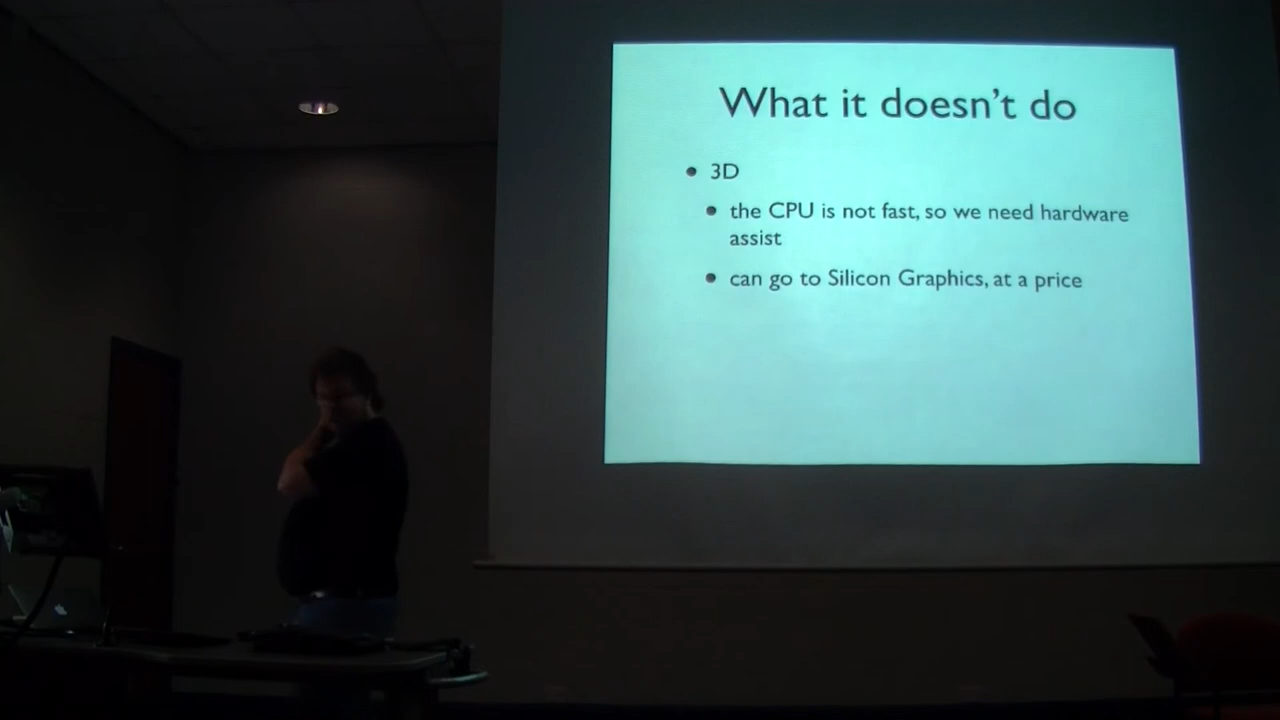 What it doesn't do
• 3D
• the CPU is not fast, so we need hardware
assist
• can go to Silicon Graphics, at a price